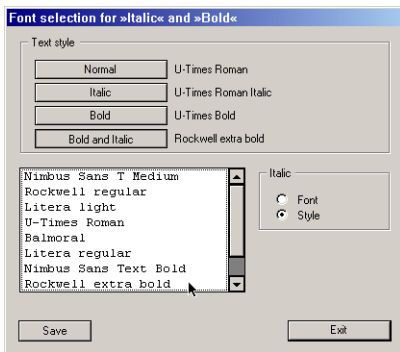 Font selection for »Italic« and »Bold«
Text style
Normal U-Times Roman
Italic U-Times Roman Italic
Bold U-Times Bold
Bold and Italic Rockwell extra bold
Nimbus Sans T Medium
Rockwell regular
Litera light
U-Times Roman
Balmoral
Litera regular
Nimbus Sans Text Bold
Rockwell extra bold
Italic
Font
Style
Save
Exit